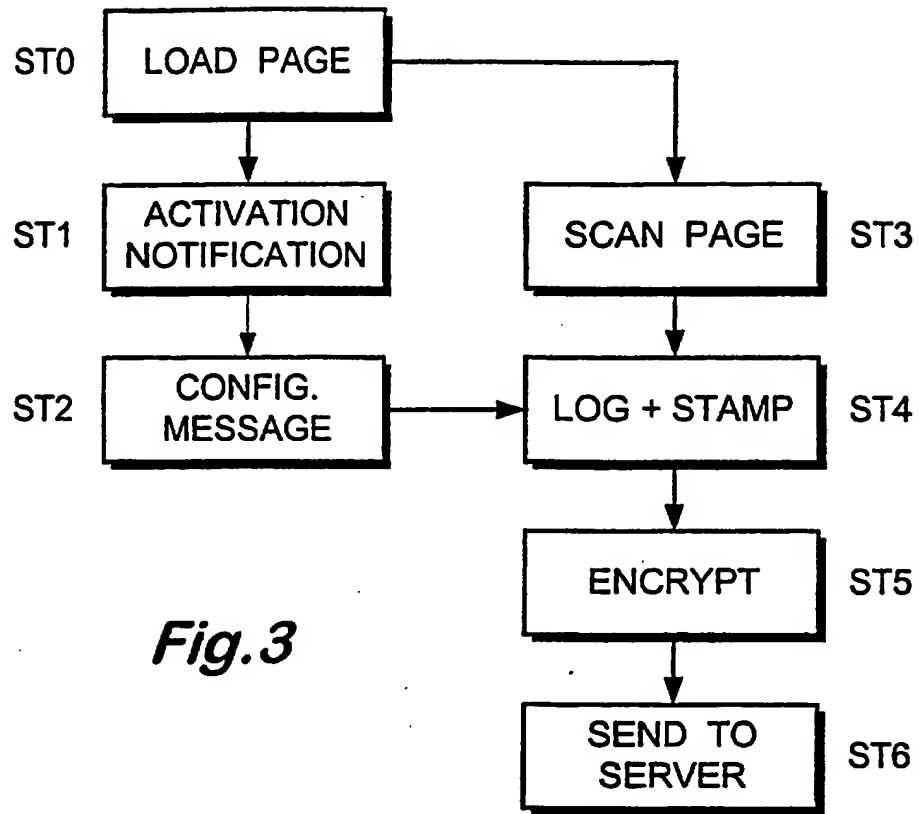 ST0
LOAD PAGE
ST1
ACTIVATION
NOTIFICATION
SCAN PAGE
ST3
ST2
CONFIG.
MESSAGE
LOG + STAMP
ST4
ENCRYPT
ST5
Fig.3
SEND TO
SERVER
ST6